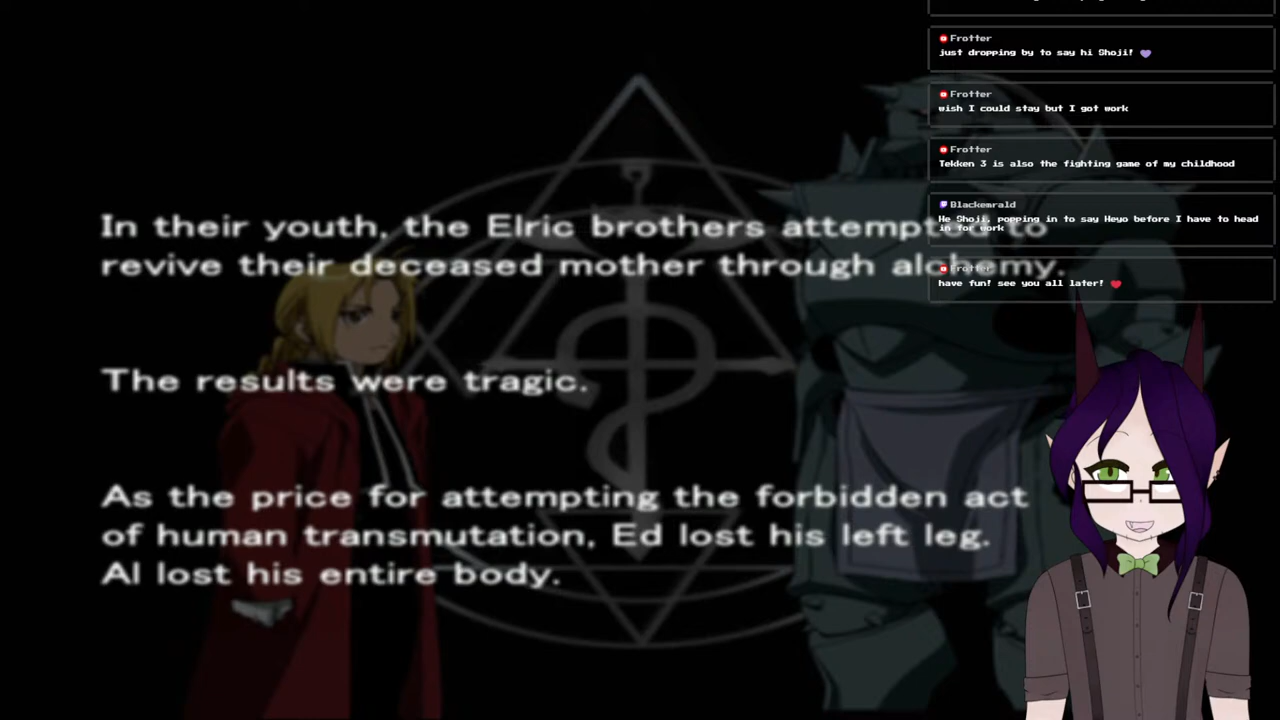 In their youth, the Elric brothers attempted to
revive their deceased mother through alchemy.
The results were tragic.
As the price for attempting the forbidden act
of human transmutation, Ed lost his left leg.
Al lost his entire body.
Frotter
just dropping by to say hi Shoji! 💜
Frotter
wish I could stay but I got work
Frotter
Tekken 3 is also the fighting game of my childhood
Blackemrald
He Shoji, popping in to say Heyo before I have to head
in for work
Frotter
have fun! see you all later! ❤️